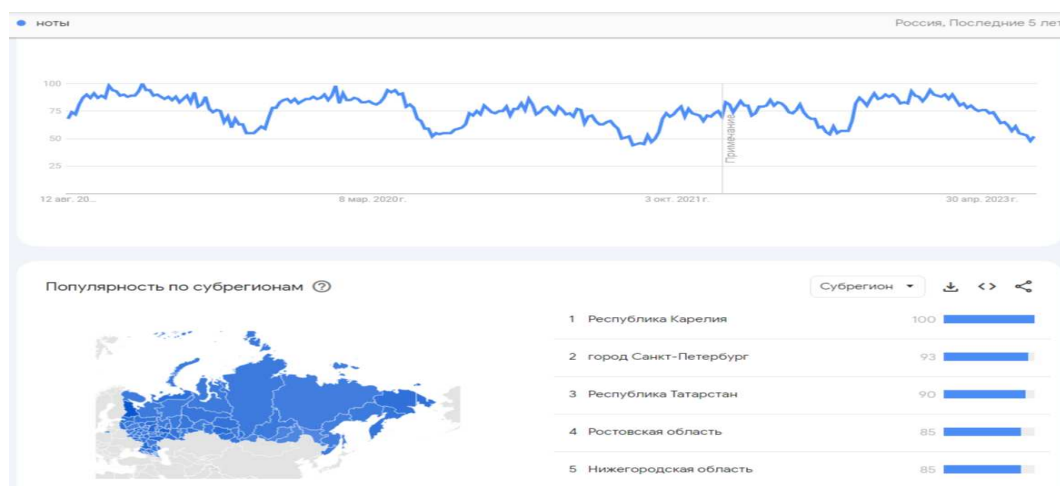 ноты Россия, Последние 5 лет
100
75
50
25
Примечание
12 авг. 20... 8 мар. 2020 г. 3 окт. 2021 г. 30 апр. 2023 г.
Популярность по субрегионам Субрегион
1 Республика Карелия 100
2 город Санкт-Петербург 93
3 Республика Татарстан 90
4 Ростовская область 85
5 Нижегородская область 85